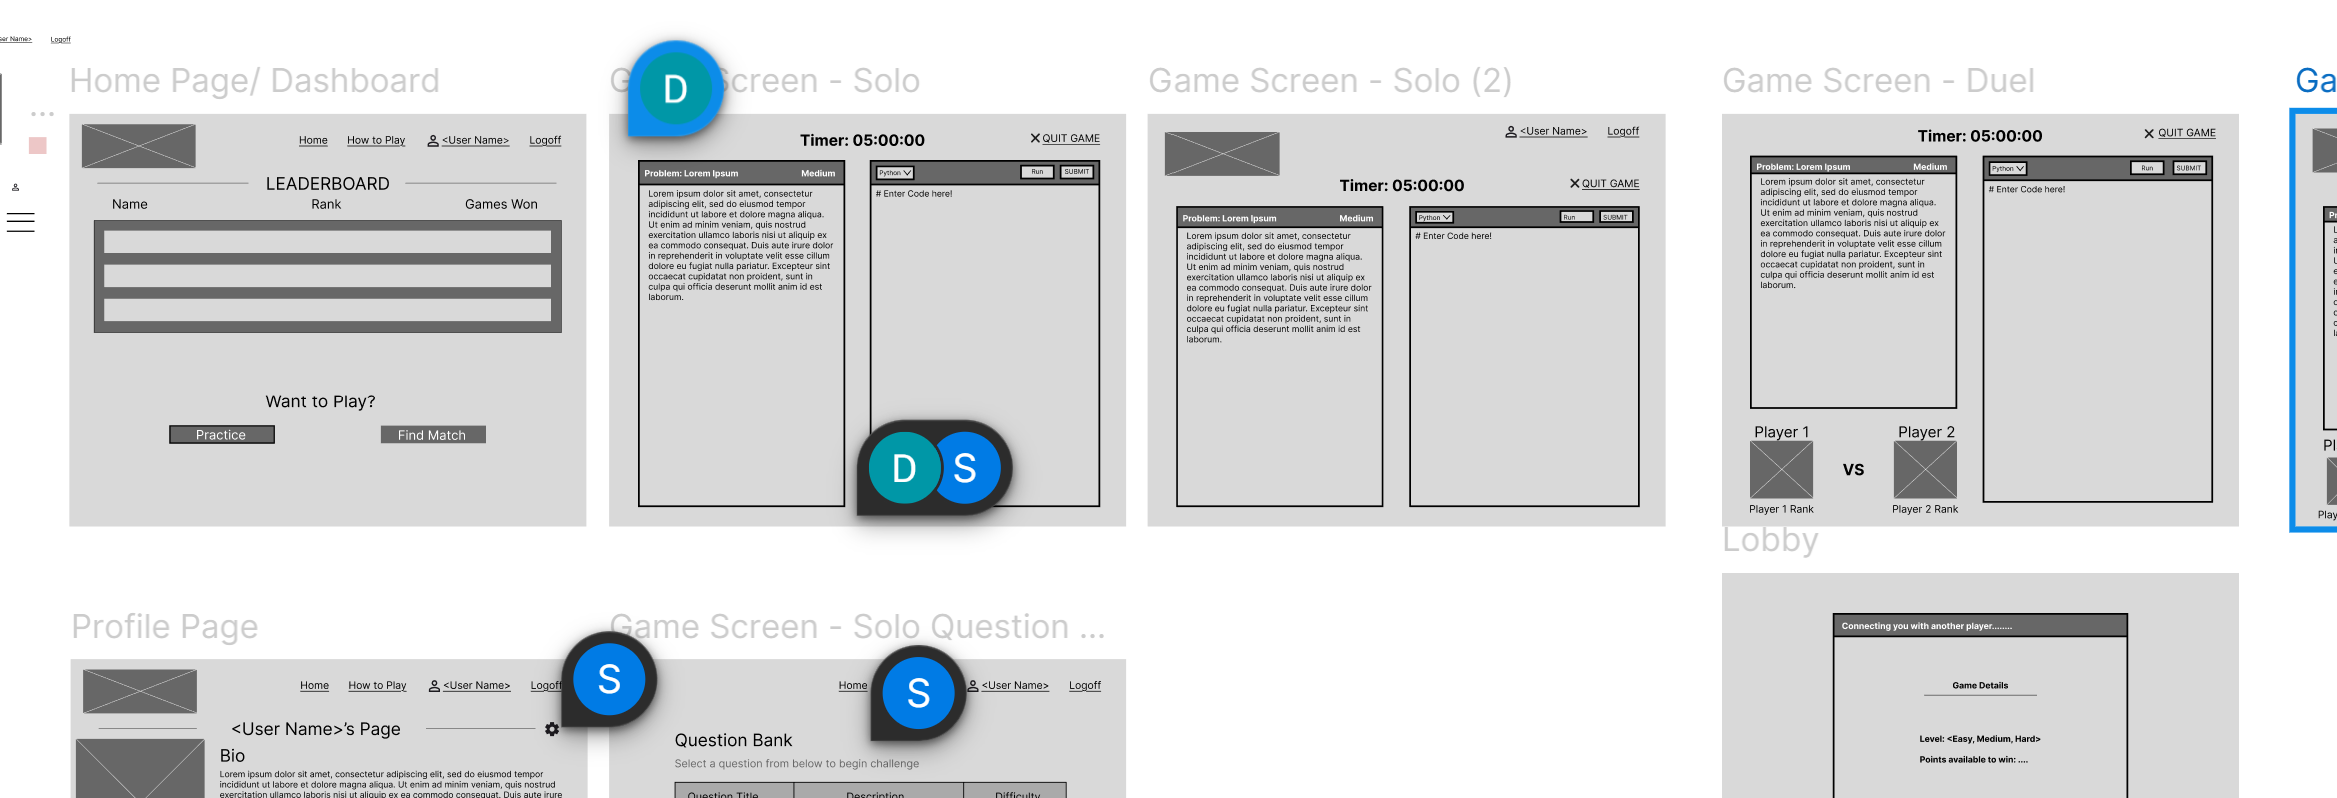 Logoff
Home Page/ Dashboard
Home How to Play <User Name> Logoff
LEADERBOARD
Name Rank Games Won
Want to Play?
Practice Find Match
D
Screen - Solo
Timer: 05:00:00
QUIT GAME
Problem: Lorem Ipsum Medium
Lorem ipsum dolor sit amet, consectetur
adipiscing elit, sed do eiusmod tempor
incididunt ut labore et dolore magna aliqua.
Ut enim ad minim veniam, quis nostrud
exercitation ullamco laboris nisi ut aliquip ex
ea commodo consequat. Duis aute irure dolor
in reprehenderit in voluptate velit esse cillum
dolore eu fugiat nulla pariatur. Excepteur sint
occaecat cupidatat non proident, sunt in
culpa qui officia deserunt mollit anim id est
laborum.
Python Run SUBMIT
# Enter Code here!
D S
Game Screen - Solo (2)
<User Name> Logoff
Timer: 05:00:00
QUIT GAME
Problem: Lorem Ipsum Medium
Lorem ipsum dolor sit amet, consectetur
adipiscing elit, sed do eiusmod tempor
incididunt ut labore et dolore magna aliqua.
Ut enim ad minim veniam, quis nostrud
exercitation ullamco laboris nisi ut aliquip ex
ea commodo consequat. Duis aute irure dolor
in reprehenderit in voluptate velit esse cillum
dolore eu fugiat nulla pariatur. Excepteur sint
occaecat cupidatat non proident, sunt in
culpa qui officia deserunt mollit anim id est
laborum.
Python Run SUBMIT
# Enter Code here!
Game Screen - Duel
Timer: 05:00:00
QUIT GAME
Problem: Lorem Ipsum Medium
Lorem ipsum dolor sit amet, consectetur
adipiscing elit, sed do eiusmod tempor
incididunt ut labore et dolore magna aliqua.
Ut enim ad minim veniam, quis nostrud
exercitation ullamco laboris nisi ut aliquip ex
ea commodo consequat. Duis aute irure dolor
in reprehenderit in voluptate velit esse cillum
dolore eu fugiat nulla pariatur. Excepteur sint
occaecat cupidatat non proident, sunt in
culpa qui officia deserunt mollit anim id est
laborum.
Python Run SUBMIT
# Enter Code here!
Player 1 VS Player 2
Player 1 Rank Player 2 Rank
Profile Page
Home How to Play <User Name> Logoff
<User Name>'s Page
Bio
Lorem ipsum dolor sit amet, consectetur adipiscing elit, sed do eiusmod tempor
incididunt ut labore et dolore magna aliqua. Ut enim ad minim veniam, quis nostrud
exercitation ullamco laboris nisi ut aliquip ex ea commodo consequat. Duis aute irure
S
Game Screen - Solo Question ...
Home S <User Name> Logoff
Question Bank
Select a question from below to begin challenge
Question Title Description Difficulty
Lobby
Connecting you with another player........
Game Details
Level: <Easy, Medium, Hard>
Points available to win: ....